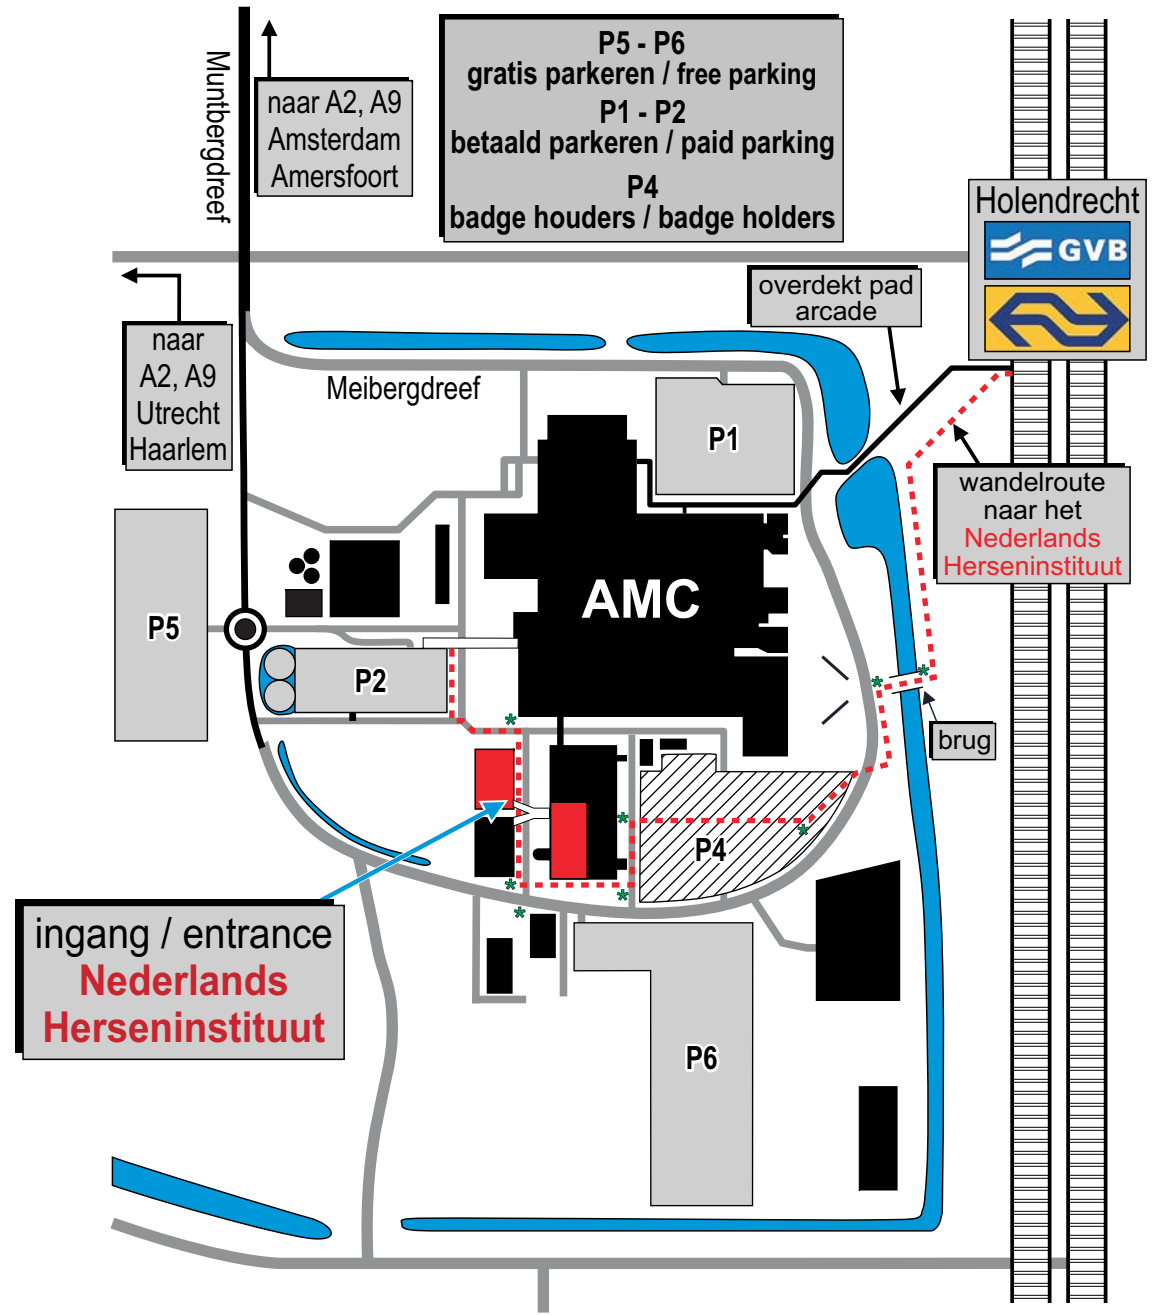 P5 - P6
gratis parkeren / free parking
P1 - P2
betaald parkeren / paid parking
P4
badge houders / badge holders
Muntbergdreef
naar A2, A9
Amsterdam
Amersfoort
Holendrecht
GVB
overdekt pad
arcade
naar
A2, A9
Utrecht
Haarlem
Meibergdreef
P1
wandelroute
naar het
Nederlands
Herseninstituut
AMC
P5
P2
brug
P4
ingang / entrance
Nederlands
Herseninstituut
P6